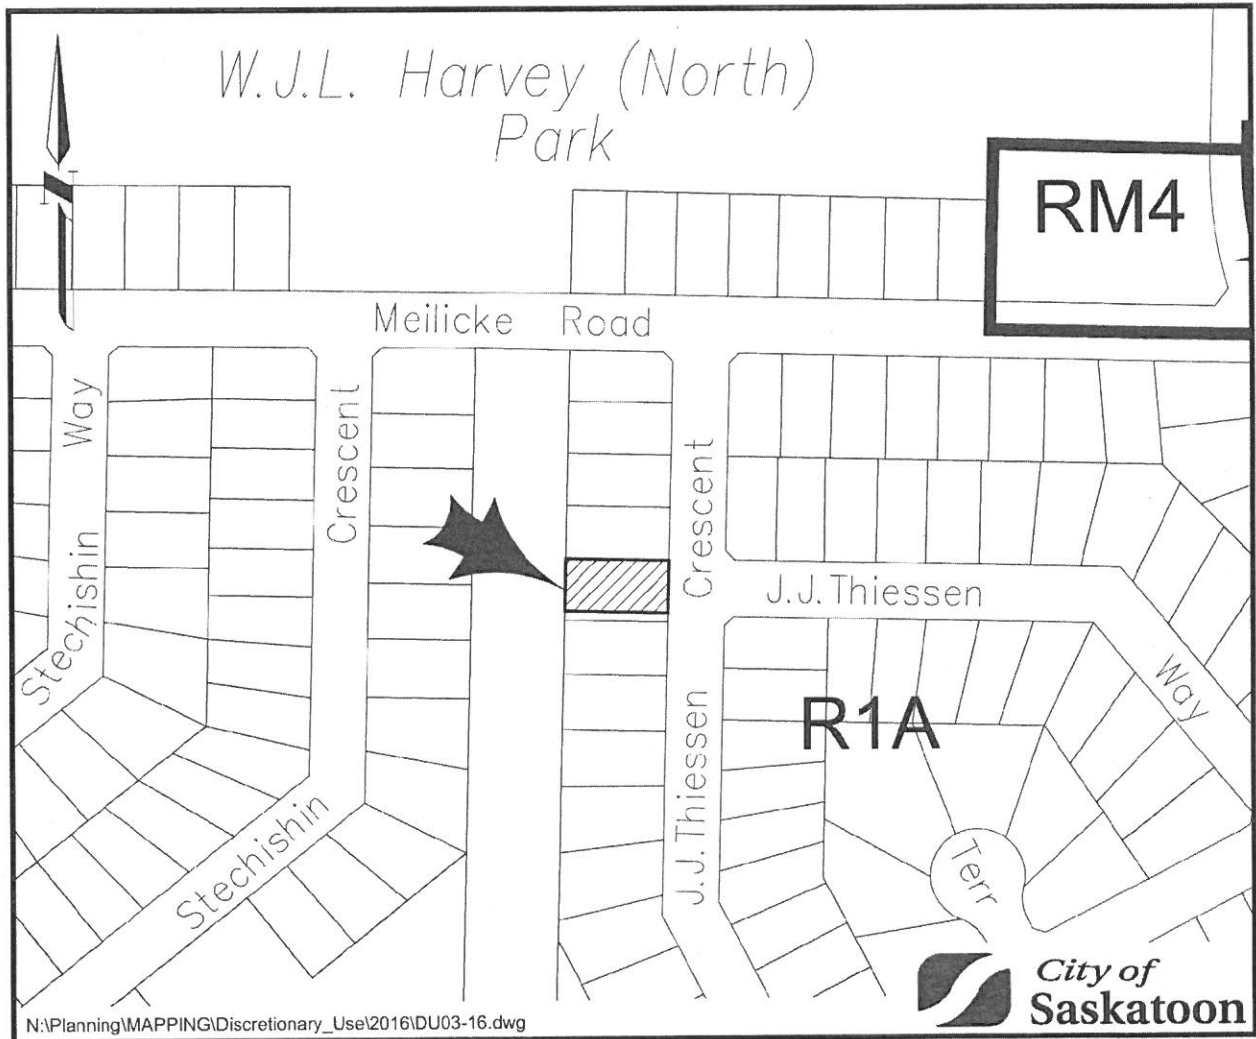 W.J.L. Harvey (North)
Park
RM4
Meilicke Road
Way
Crescent
Crescent
Stechishin
J.J.Thiessen
Way
R1A
J.J.Thiessen
Stechishin
Terr
City of
Saskatoon
N:\Planning\MAPPING\Discretionary_Use\2016\DU03-16.dwg